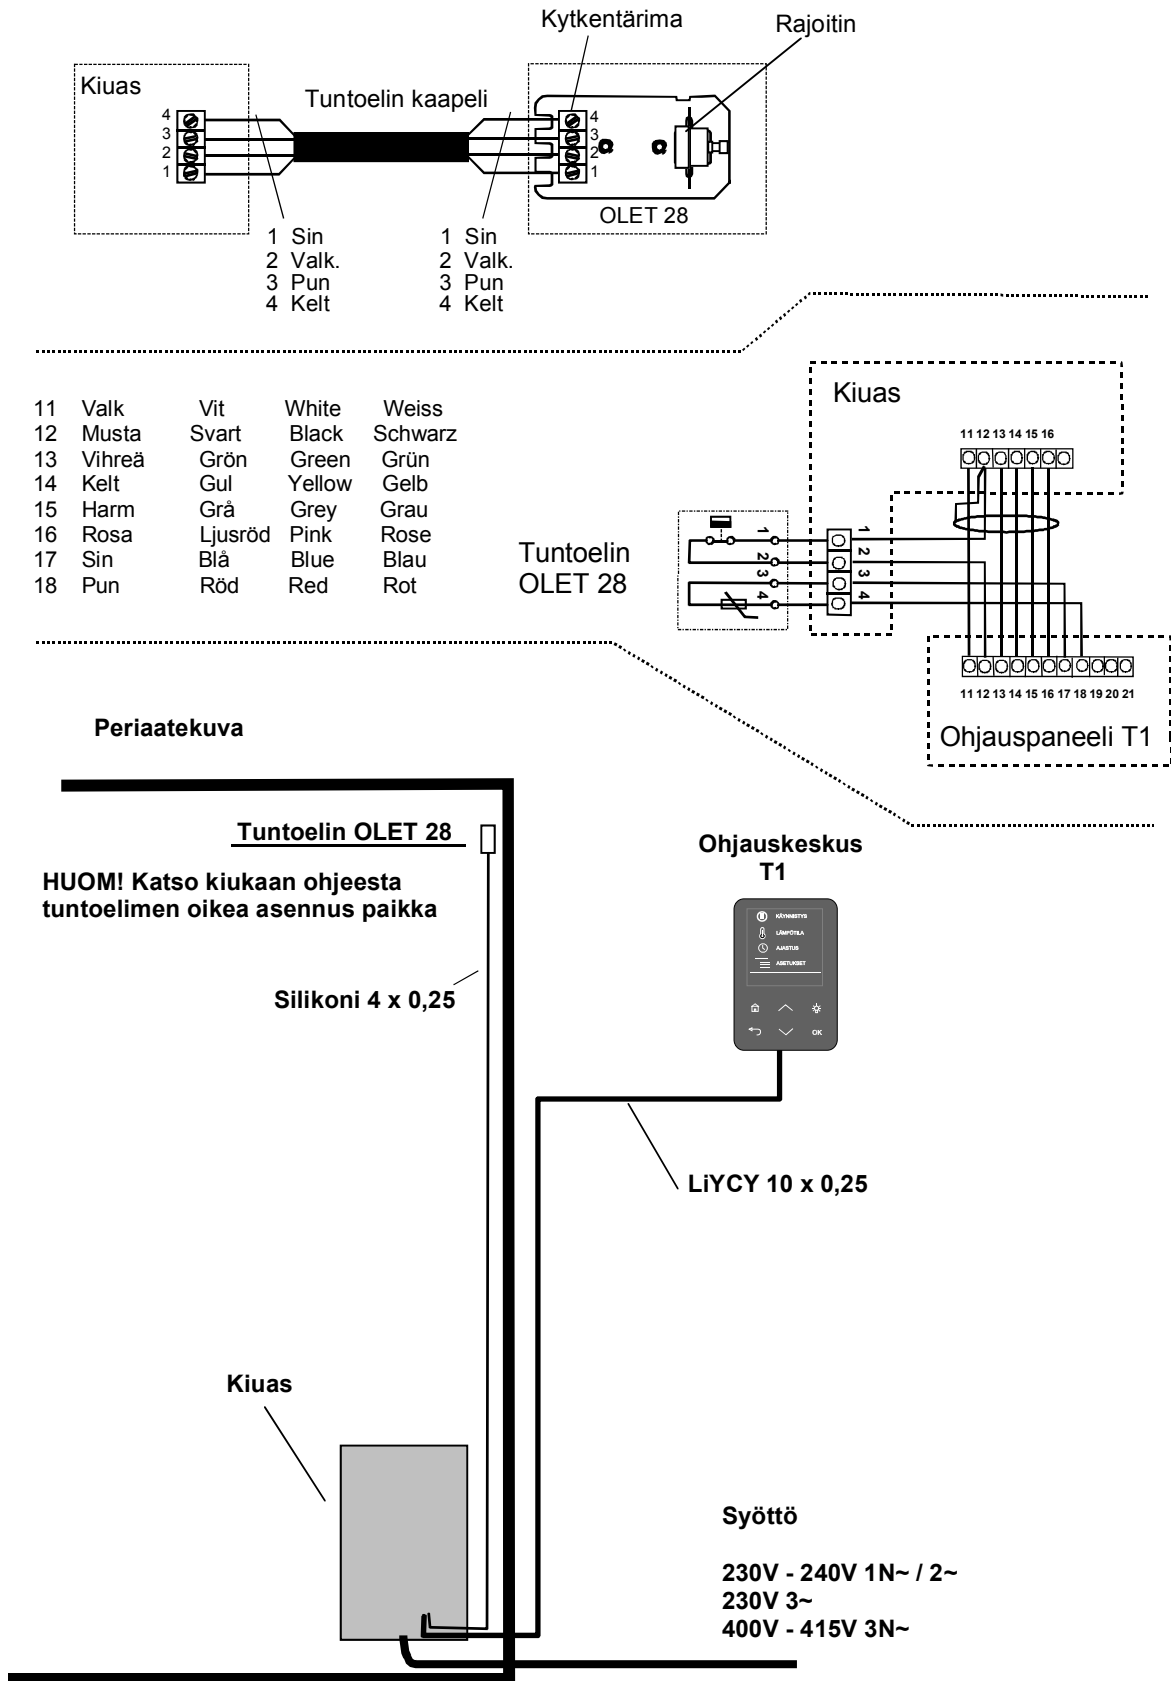 Kytkentärima
Rajoitin
Kiuas
Tuntoelin kaapeli
4
3
2
1
4
3
2
1
OLET 28
1 Sin
2 Valk.
3 Pun
4 Kelt
1 Sin
2 Valk.
3 Pun
4 Kelt
11 Valk Vit White Weiss
12 Musta Svart Black Schwarz
13 Vihreä Grön Green Grün
14 Kelt Gul Yellow Gelb
15 Harm Grå Grey Grau
16 Rosa Ljusröd Pink Rose
17 Sin Blå Blue Blau
18 Pun Röd Red Rot
Kiuas
11 12 13 14 15 16
Tuntoelin
OLET 28
1
2
3
4
1
2
3
4
11 12 13 14 15 16 17 18 19 20 21
Ohjauspaneeli T1
Periaatekuva
Tuntoelin OLET 28
HUOM! Katso kiukaan ohjeesta
tuntoelimen oikea asennus paikka
Silikoni 4 x 0,25
Ohjauskeskus
T1
KÄYNNISTYS
LÄMPÖTILA
AJASTUS
ASETUKSET
OK
LiYCY 10 x 0,25
Kiuas
Syöttö
230V - 240V 1N~ / 2~
230V 3~
400V - 415V 3N~